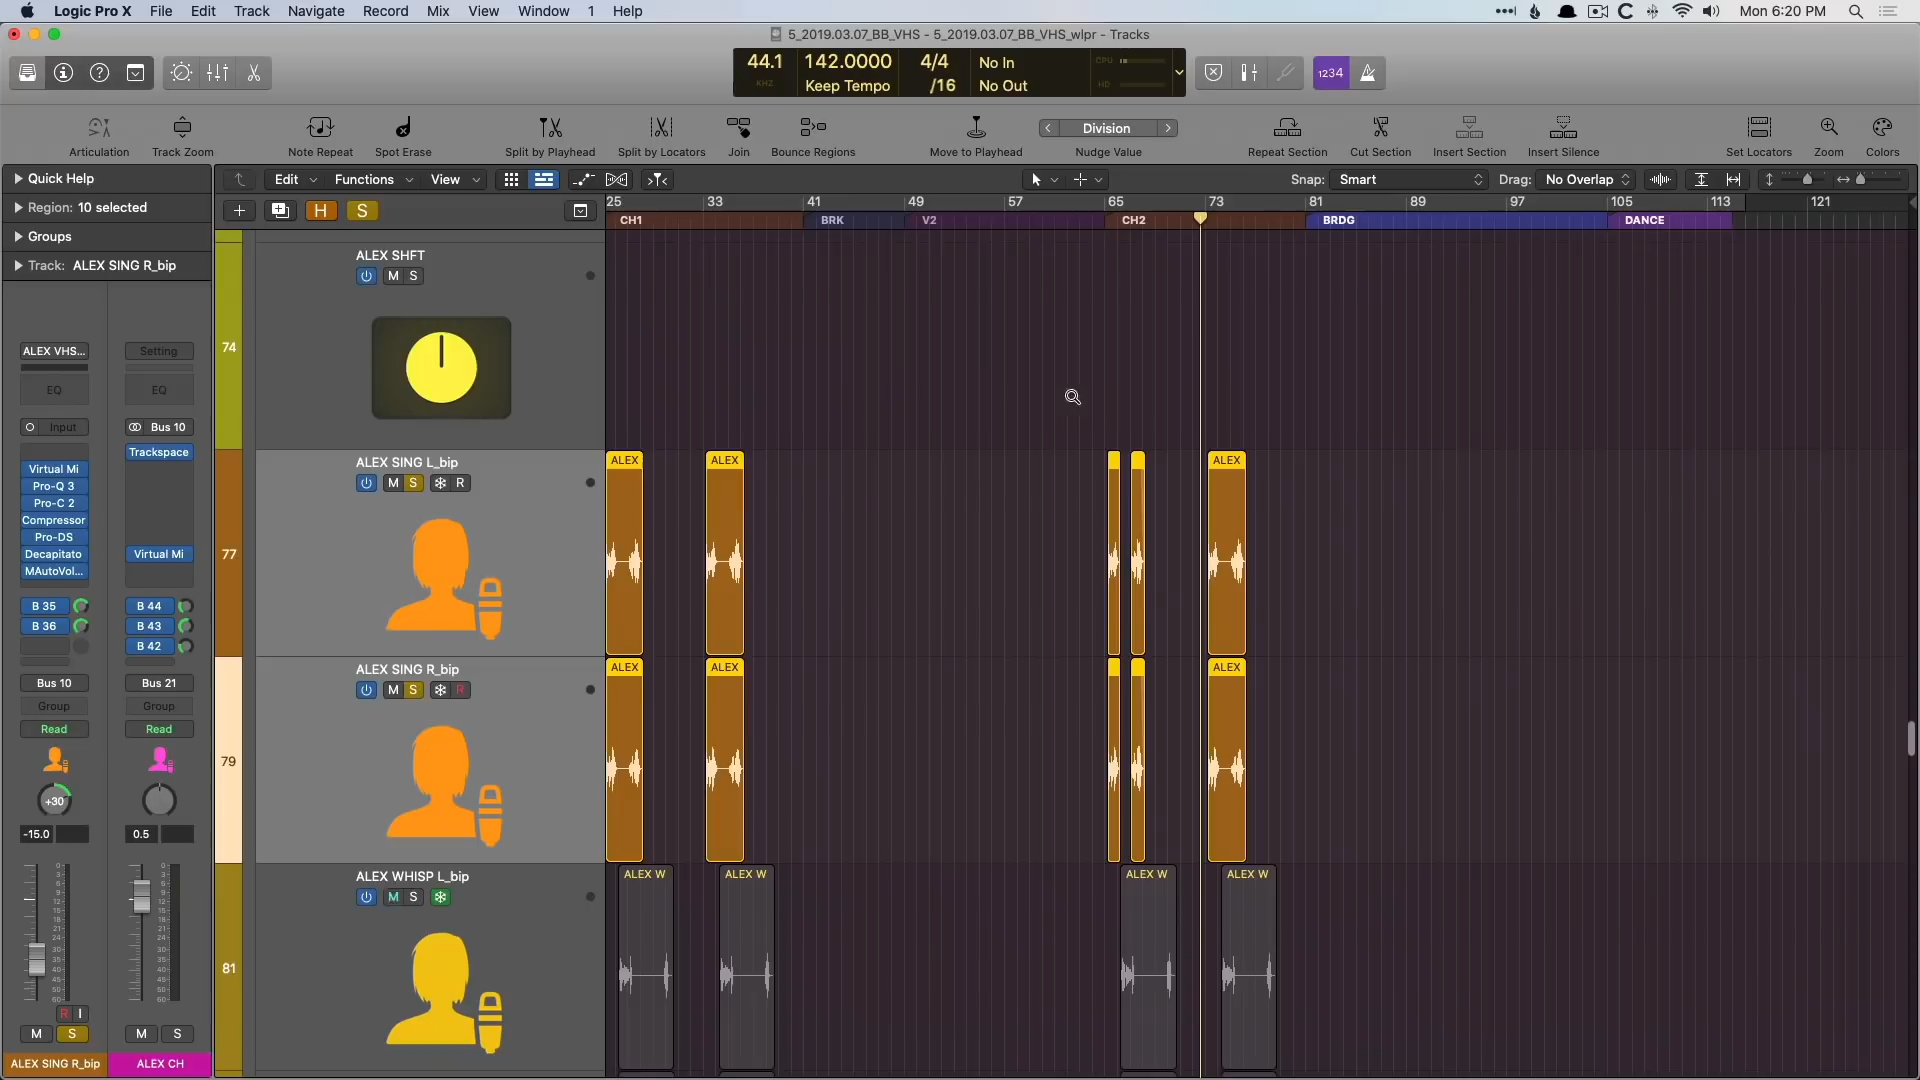 Logic Pro X File Edit Track Navigate Record Mix View Window 1 Help
Mon 6:20 PM
5_2019.03.07_BB_VHS - 5_2019.03.07_BB_VHS_wlpr - Tracks
44.1 142.0000 4/4 No In CPU
KHZ Keep Tempo /16 No Out HD
1234
Division
Articulation Track Zoom Note Repeat Spot Erase Split by Playhead Split by Locators Join Bounce Regions Move to Playhead Nudge Value Repeat Section Cut Section Insert Section Insert Silence Set Locators Zoom Colors
Quick Help
Edit Functions View
Snap: Smart Drag: No Overlap
Region: 10 selected
H S
25 33 41 49 57 65 73 81 89 97 105 113 121
CH1 BRK V2 CH2 BRDG DANCE
Groups
Track: ALEX SING R_bip
ALEX VHS... Setting
EQ EQ
Input Bus 10
Trackspace
Virtual Mi
Pro-Q 3
Pro-C 2
Compressor
Pro-DS
Decapitato Virtual Mi
MAutoVol...
B 35 B 44
B 36 B 43
B 42
Bus 10 Bus 21
Group Group
Read Read
+30
-15.0 0.5
R I
M S M S
ALEX SING R_bip ALEX CH
74
ALEX SHFT
M S
77
ALEX SING L_bip
M S R
ALEX ALEX ALEX
79
ALEX SING R_bip
M S R
ALEX ALEX ALEX
81
ALEX WHISP L_bip
M S
ALEX W ALEX W ALEX W ALEX W